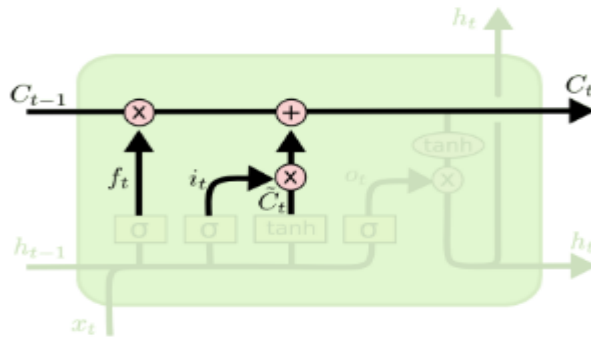 h_t
C_{t-1} × + C_t
tanh
f_t i_t × o_t ×
C̃_t
σ σ tanh σ
h_{t-1} h_t
x_t